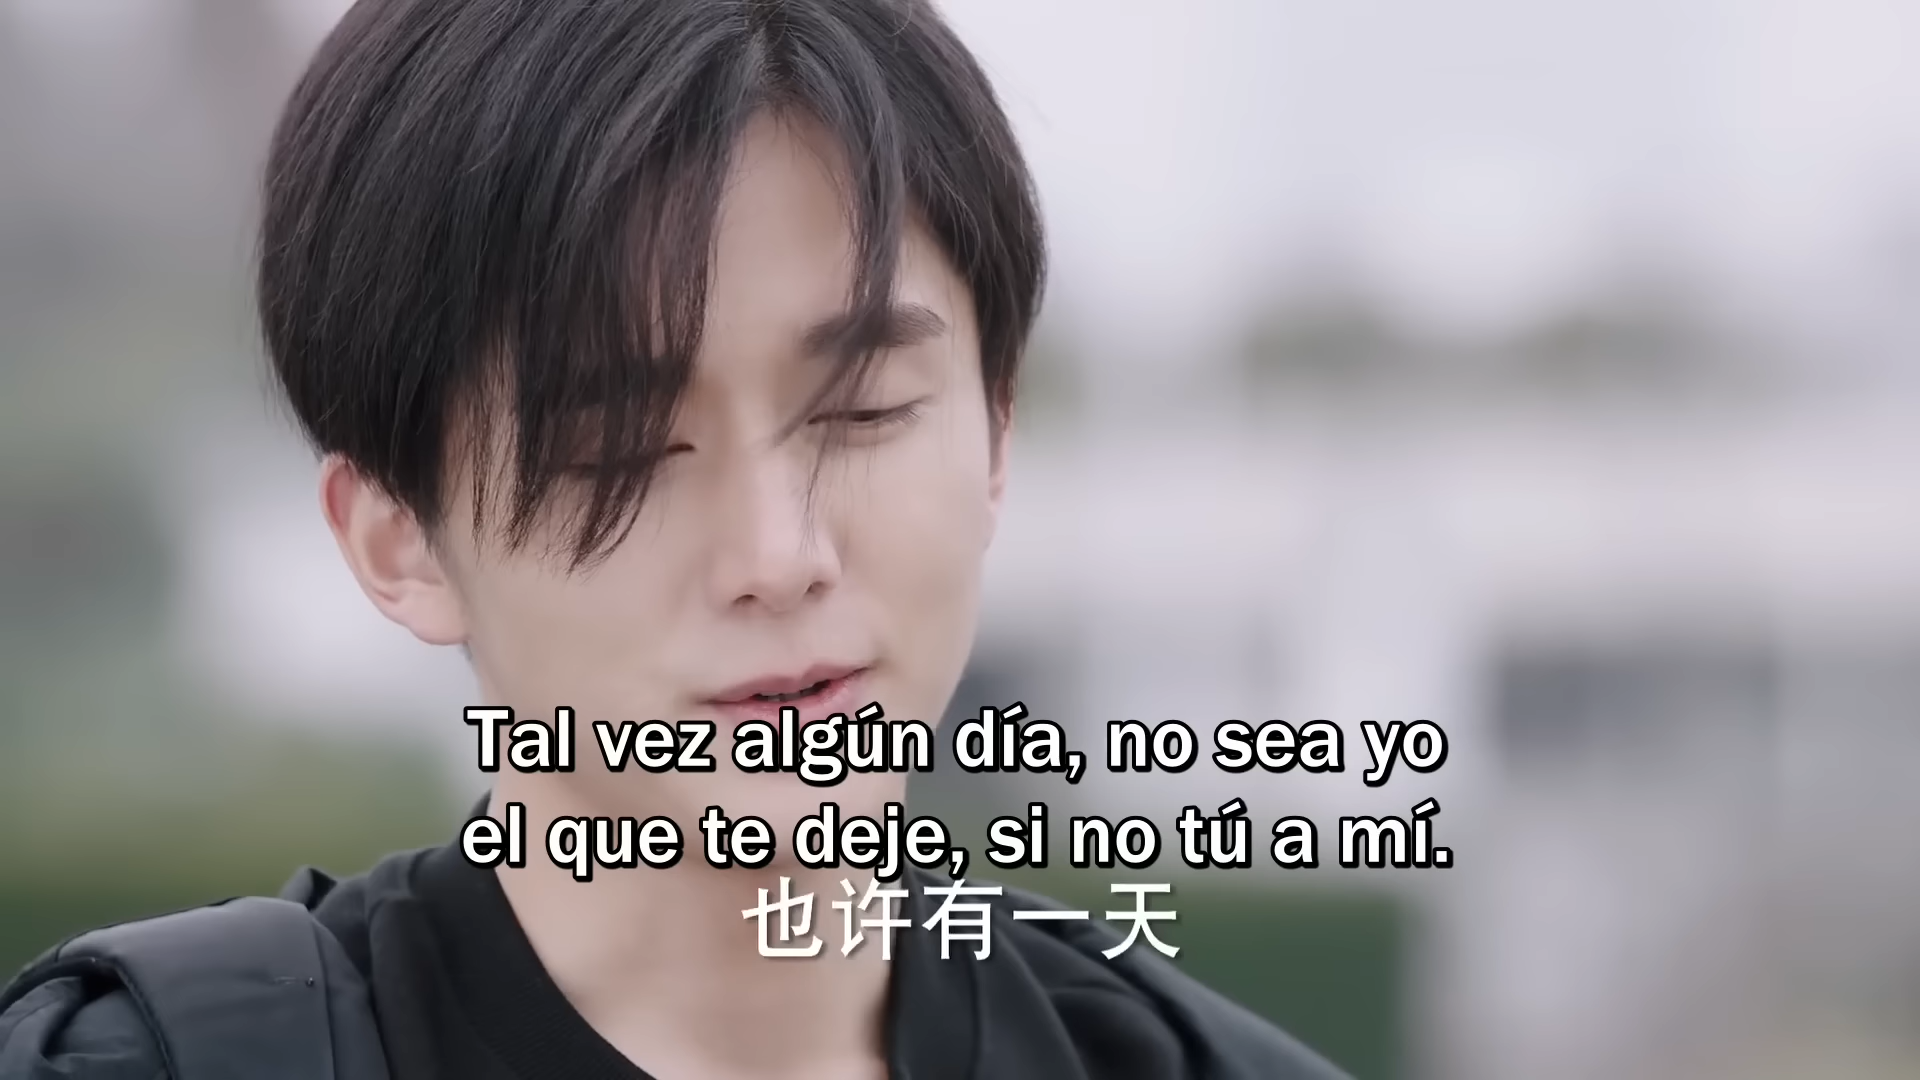 Tal vez algún día, no sea yo
el que te deje, si no tú a mí.
也许有一天